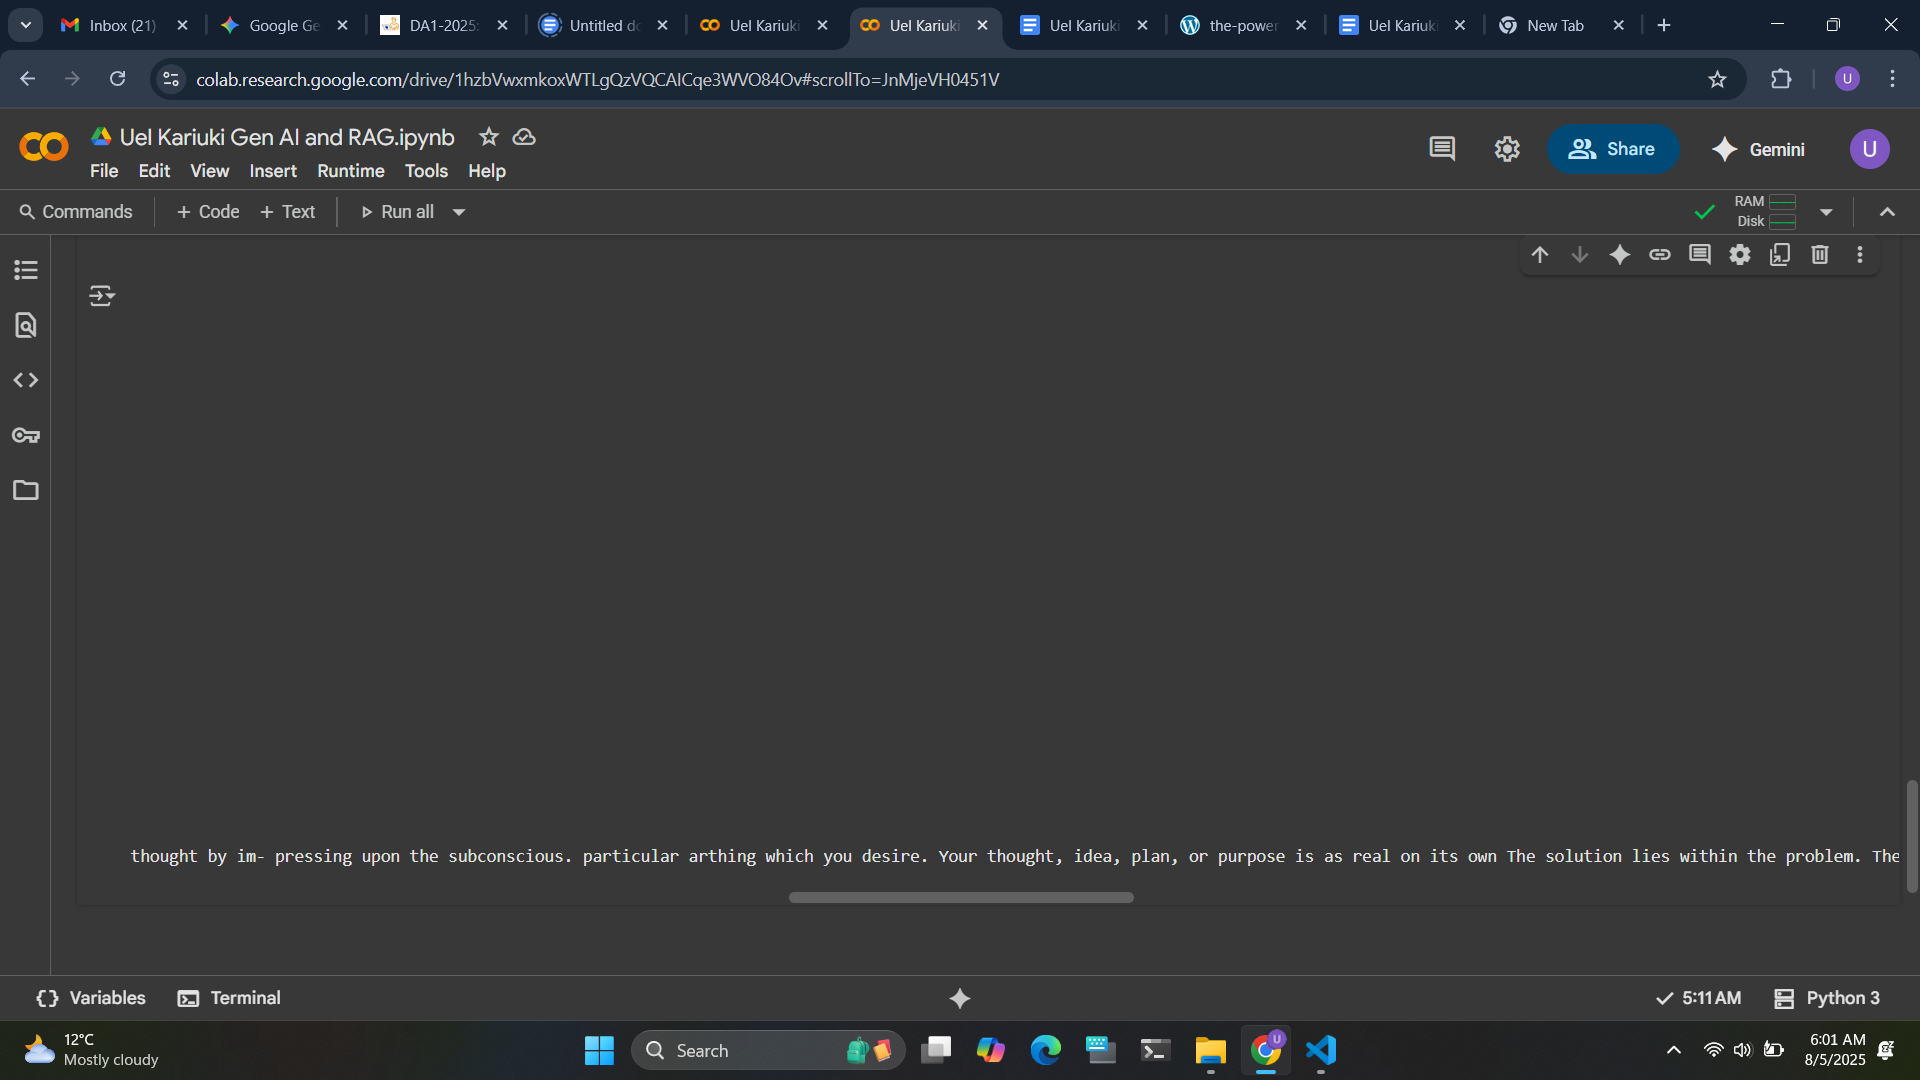 Inbox (21)
Google Ge
DA1-2025
Untitled do
Uel Kariuki
Uel Kariuki
Uel Kariuki
the-power
Uel Kariuki
New Tab
colab.research.google.com/drive/1hzbVwxmkoxWTLgQzVQCAICqe3WVO84Ov#scrollTo=JnMjeVH0451V
U
Uel Kariuki Gen AI and RAG.ipynb
File Edit View Insert Runtime Tools Help
Share
Gemini
U
Commands + Code + Text Run all
RAM
Disk
thought by im- pressing upon the subconscious. particular arthing which you desire. Your thought, idea, plan, or purpose is as real on its own The solution lies within the problem. The
Variables
Terminal
5:11 AM
Python 3
12°C
Mostly cloudy
Search
U
6:01 AM
8/5/2025